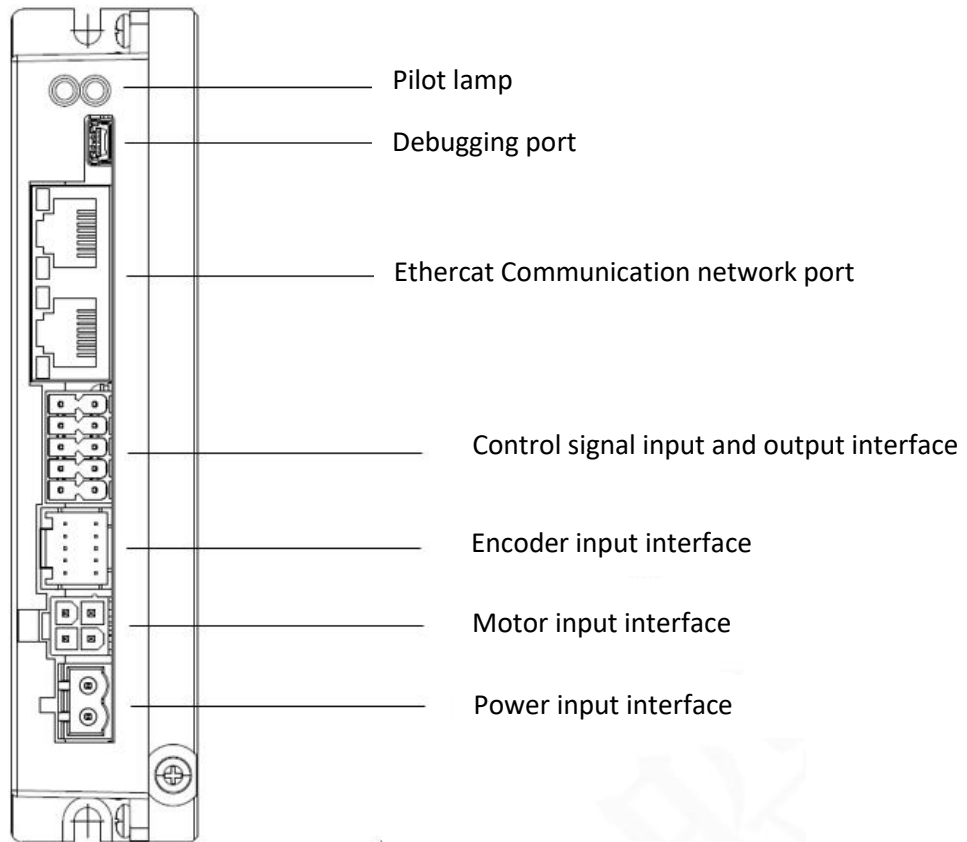 Pilot lamp
Debugging port
Ethercat Communication network port
Control signal input and output interface
Encoder input interface
Motor input interface
Power input interface